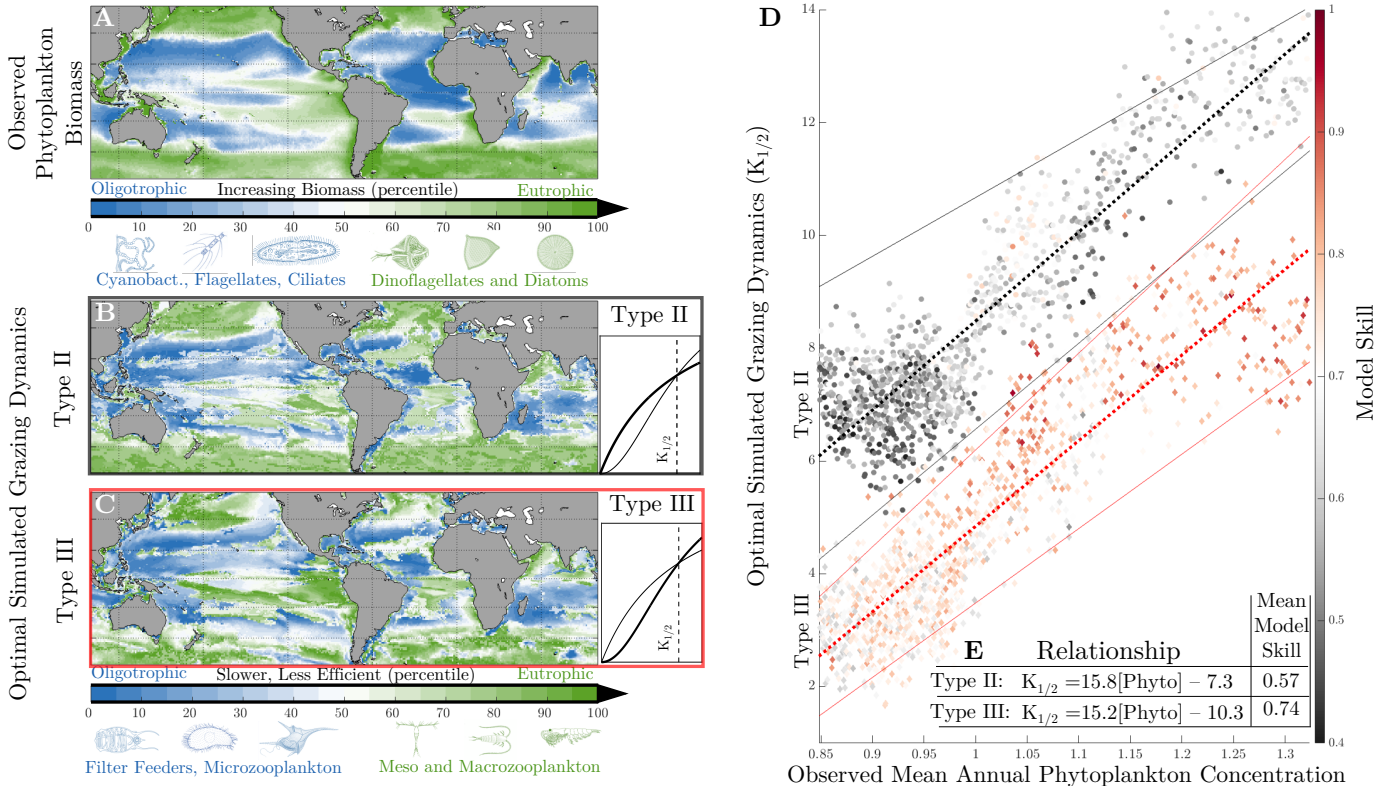 A
Observed
Phytoplankton
Biomass
Oligotrophic Increasing Biomass (percentile) Eutrophic
0 10 20 30 40 50 60 70 80 90 100
Cyanobact., Flagellates, Ciliates Dinoflagellates and Diatoms
Optimal Simulated Grazing Dynamics
Type II
B
Type II
K1/2
Type III
C
Type III
K1/2
Oligotrophic Slower, Less Efficient (percentile) Eutrophic
0 10 20 30 40 50 60 70 80 90 100
Filter Feeders, Microzooplankton Meso and Macrozooplankton
D
Optimal Simulated Grazing Dynamics (K1/2)
Type II
Type III
14
12
10
8
6
4
2
0.85 0.9 0.95 1 1.05 1.1 1.15 1.2 1.25 1.3
Observed Mean Annual Phytoplankton Concentration
E Relationship
Mean
Model
Skill
Type II: K1/2 =15.8[Phyto] – 7.3 0.57
Type III: K1/2 =15.2[Phyto] – 10.3 0.74
1
0.9
0.8
0.7
0.6
0.5
0.4
Model Skill